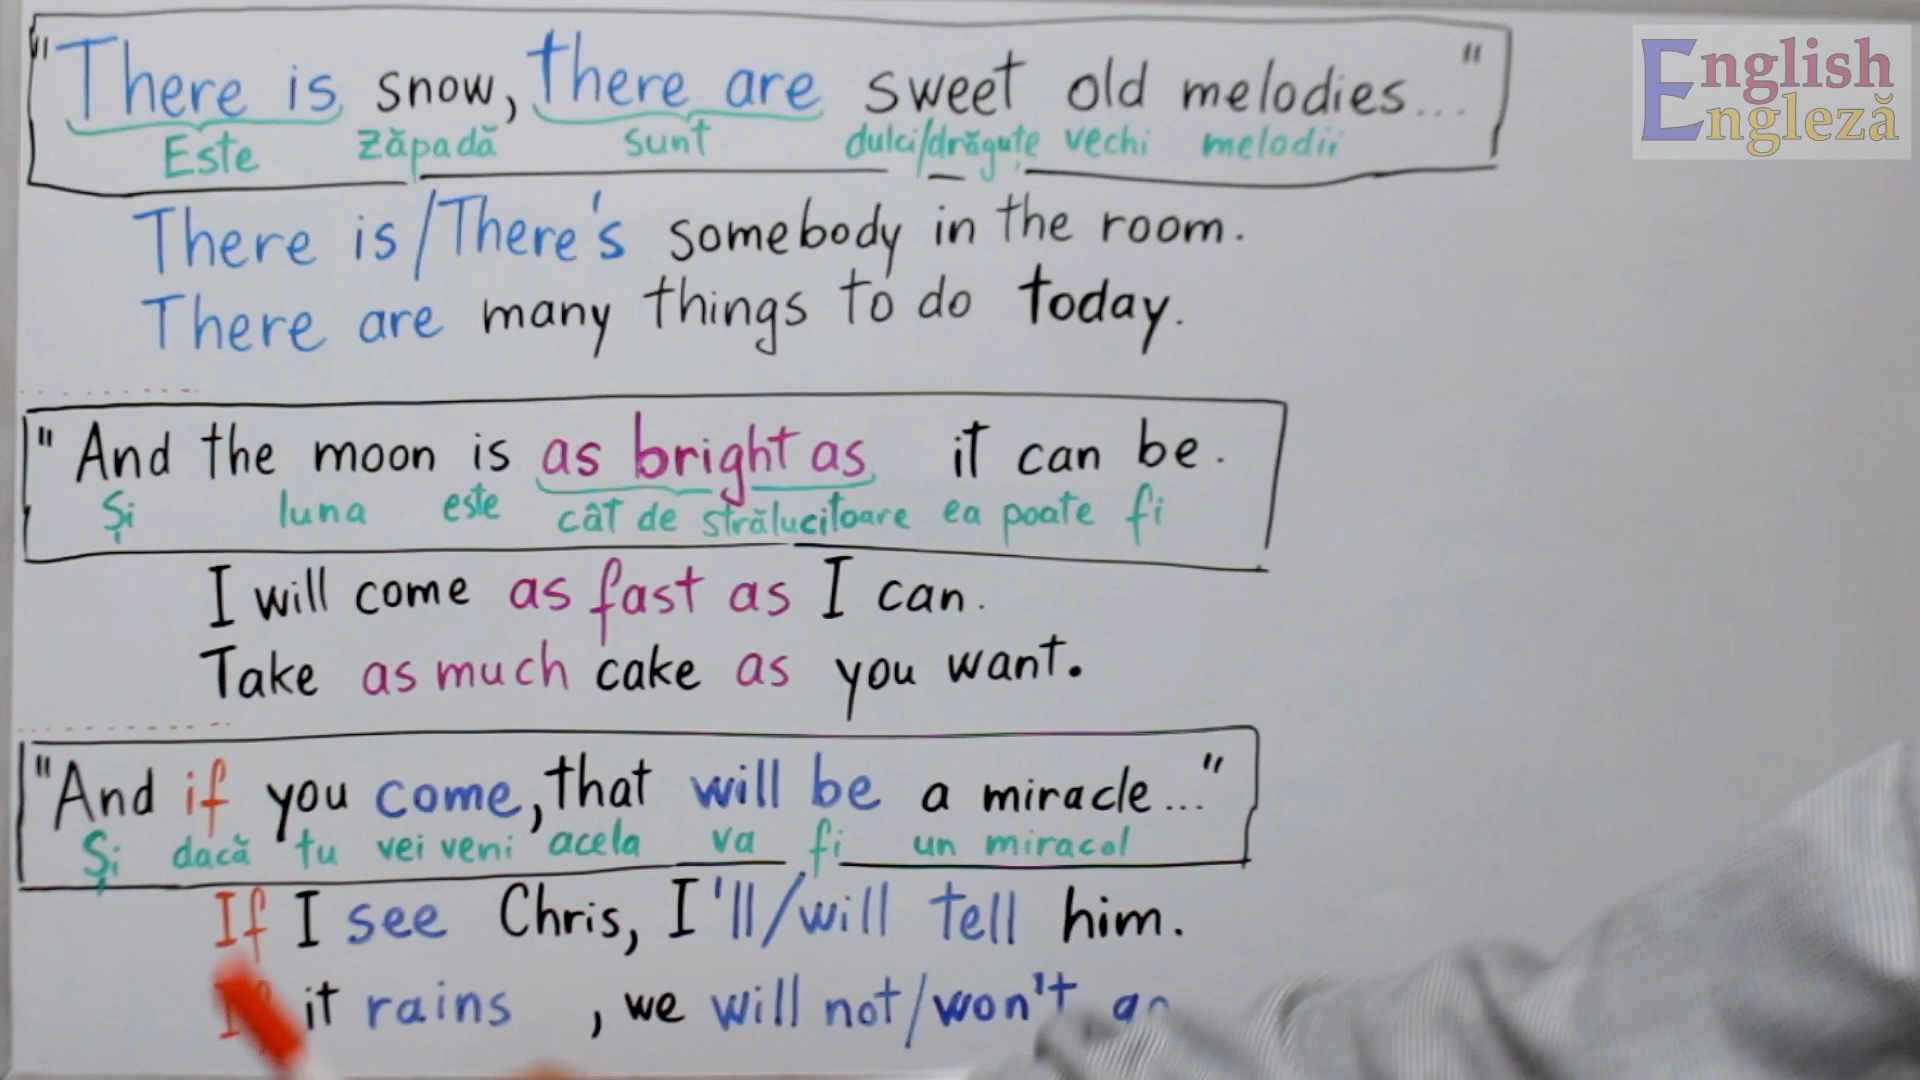 "There is snow, there are sweet old melodies..."
Este zăpadă sunt dulci/drăguțe vechi melodii
There is/There's somebody in the room.
There are many things to do today.
"And the moon is as bright as it can be.
Și luna este cât de strălucitoare ea poate fi
I will come as fast as I can.
Take as much cake as you want.
"And if you come, that will be a miracle..."
Și dacă tu vei veni acela va fi un miracol
If I see Chris, I'll/will tell him.
it rains , we will not/won't
English
Engleză